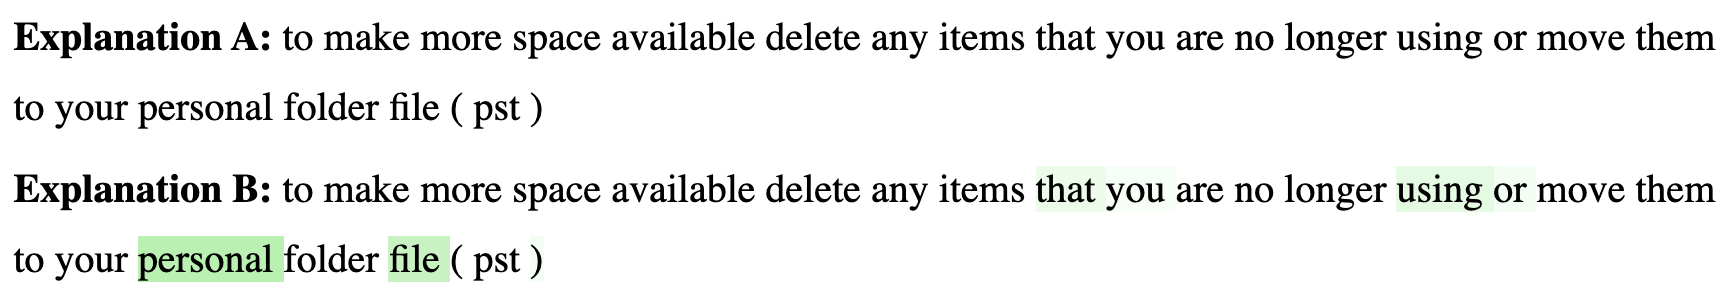 Explanation A: to make more space available delete any items that you are no longer using or move them
to your personal folder file ( pst )
Explanation B: to make more space available delete any items that you are no longer using or move them
to your personal folder file ( pst )